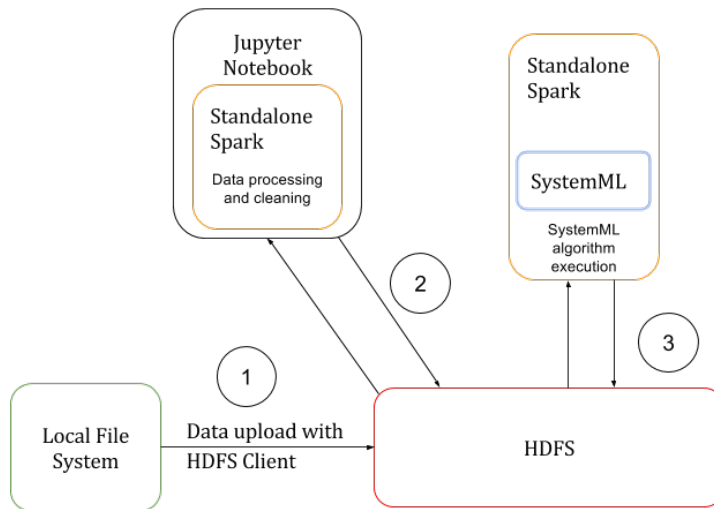 Jupyter
Notebook
Standalone
Spark
Data processing
and cleaning
Standalone
Spark
SystemML
SystemML
algorithm
execution
2
3
1
Local File
System
Data upload with
HDFS Client
HDFS